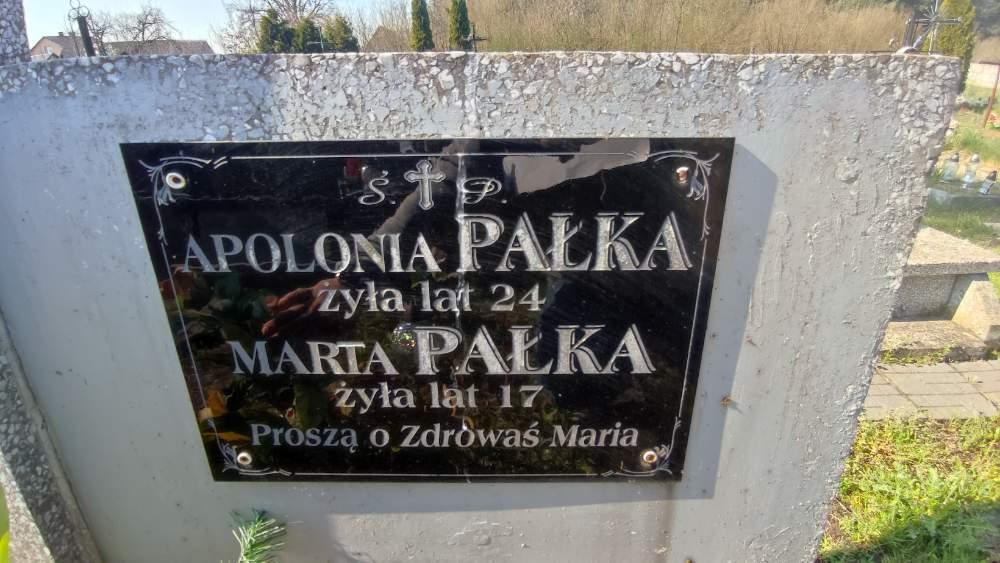 Ś. P.
APOLONIA PAŁKA
żyła lat 24
MARTA PAŁKA
żyła lat 17
Proszą o Zdrowaś Maria